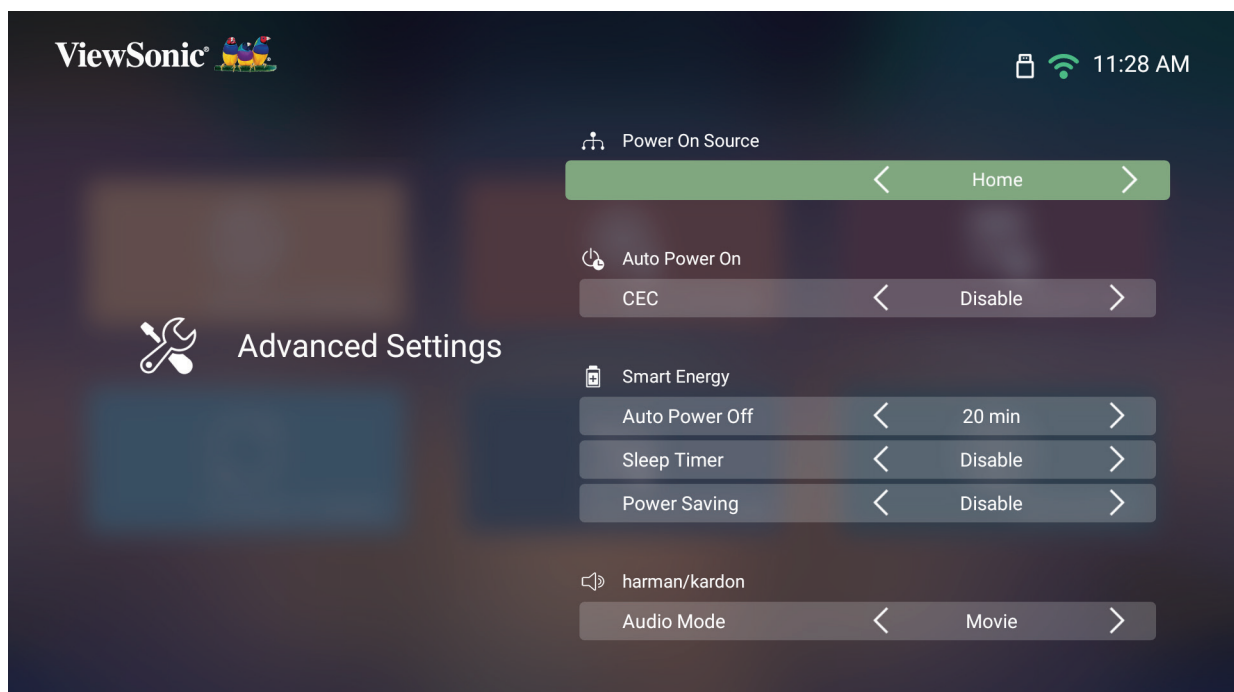 ViewSonic®
11:28 AM
Power On Source
Home
Auto Power On
CEC Disable
Advanced Settings
Smart Energy
Auto Power Off 20 min
Sleep Timer Disable
Power Saving Disable
harman/kardon
Audio Mode Movie